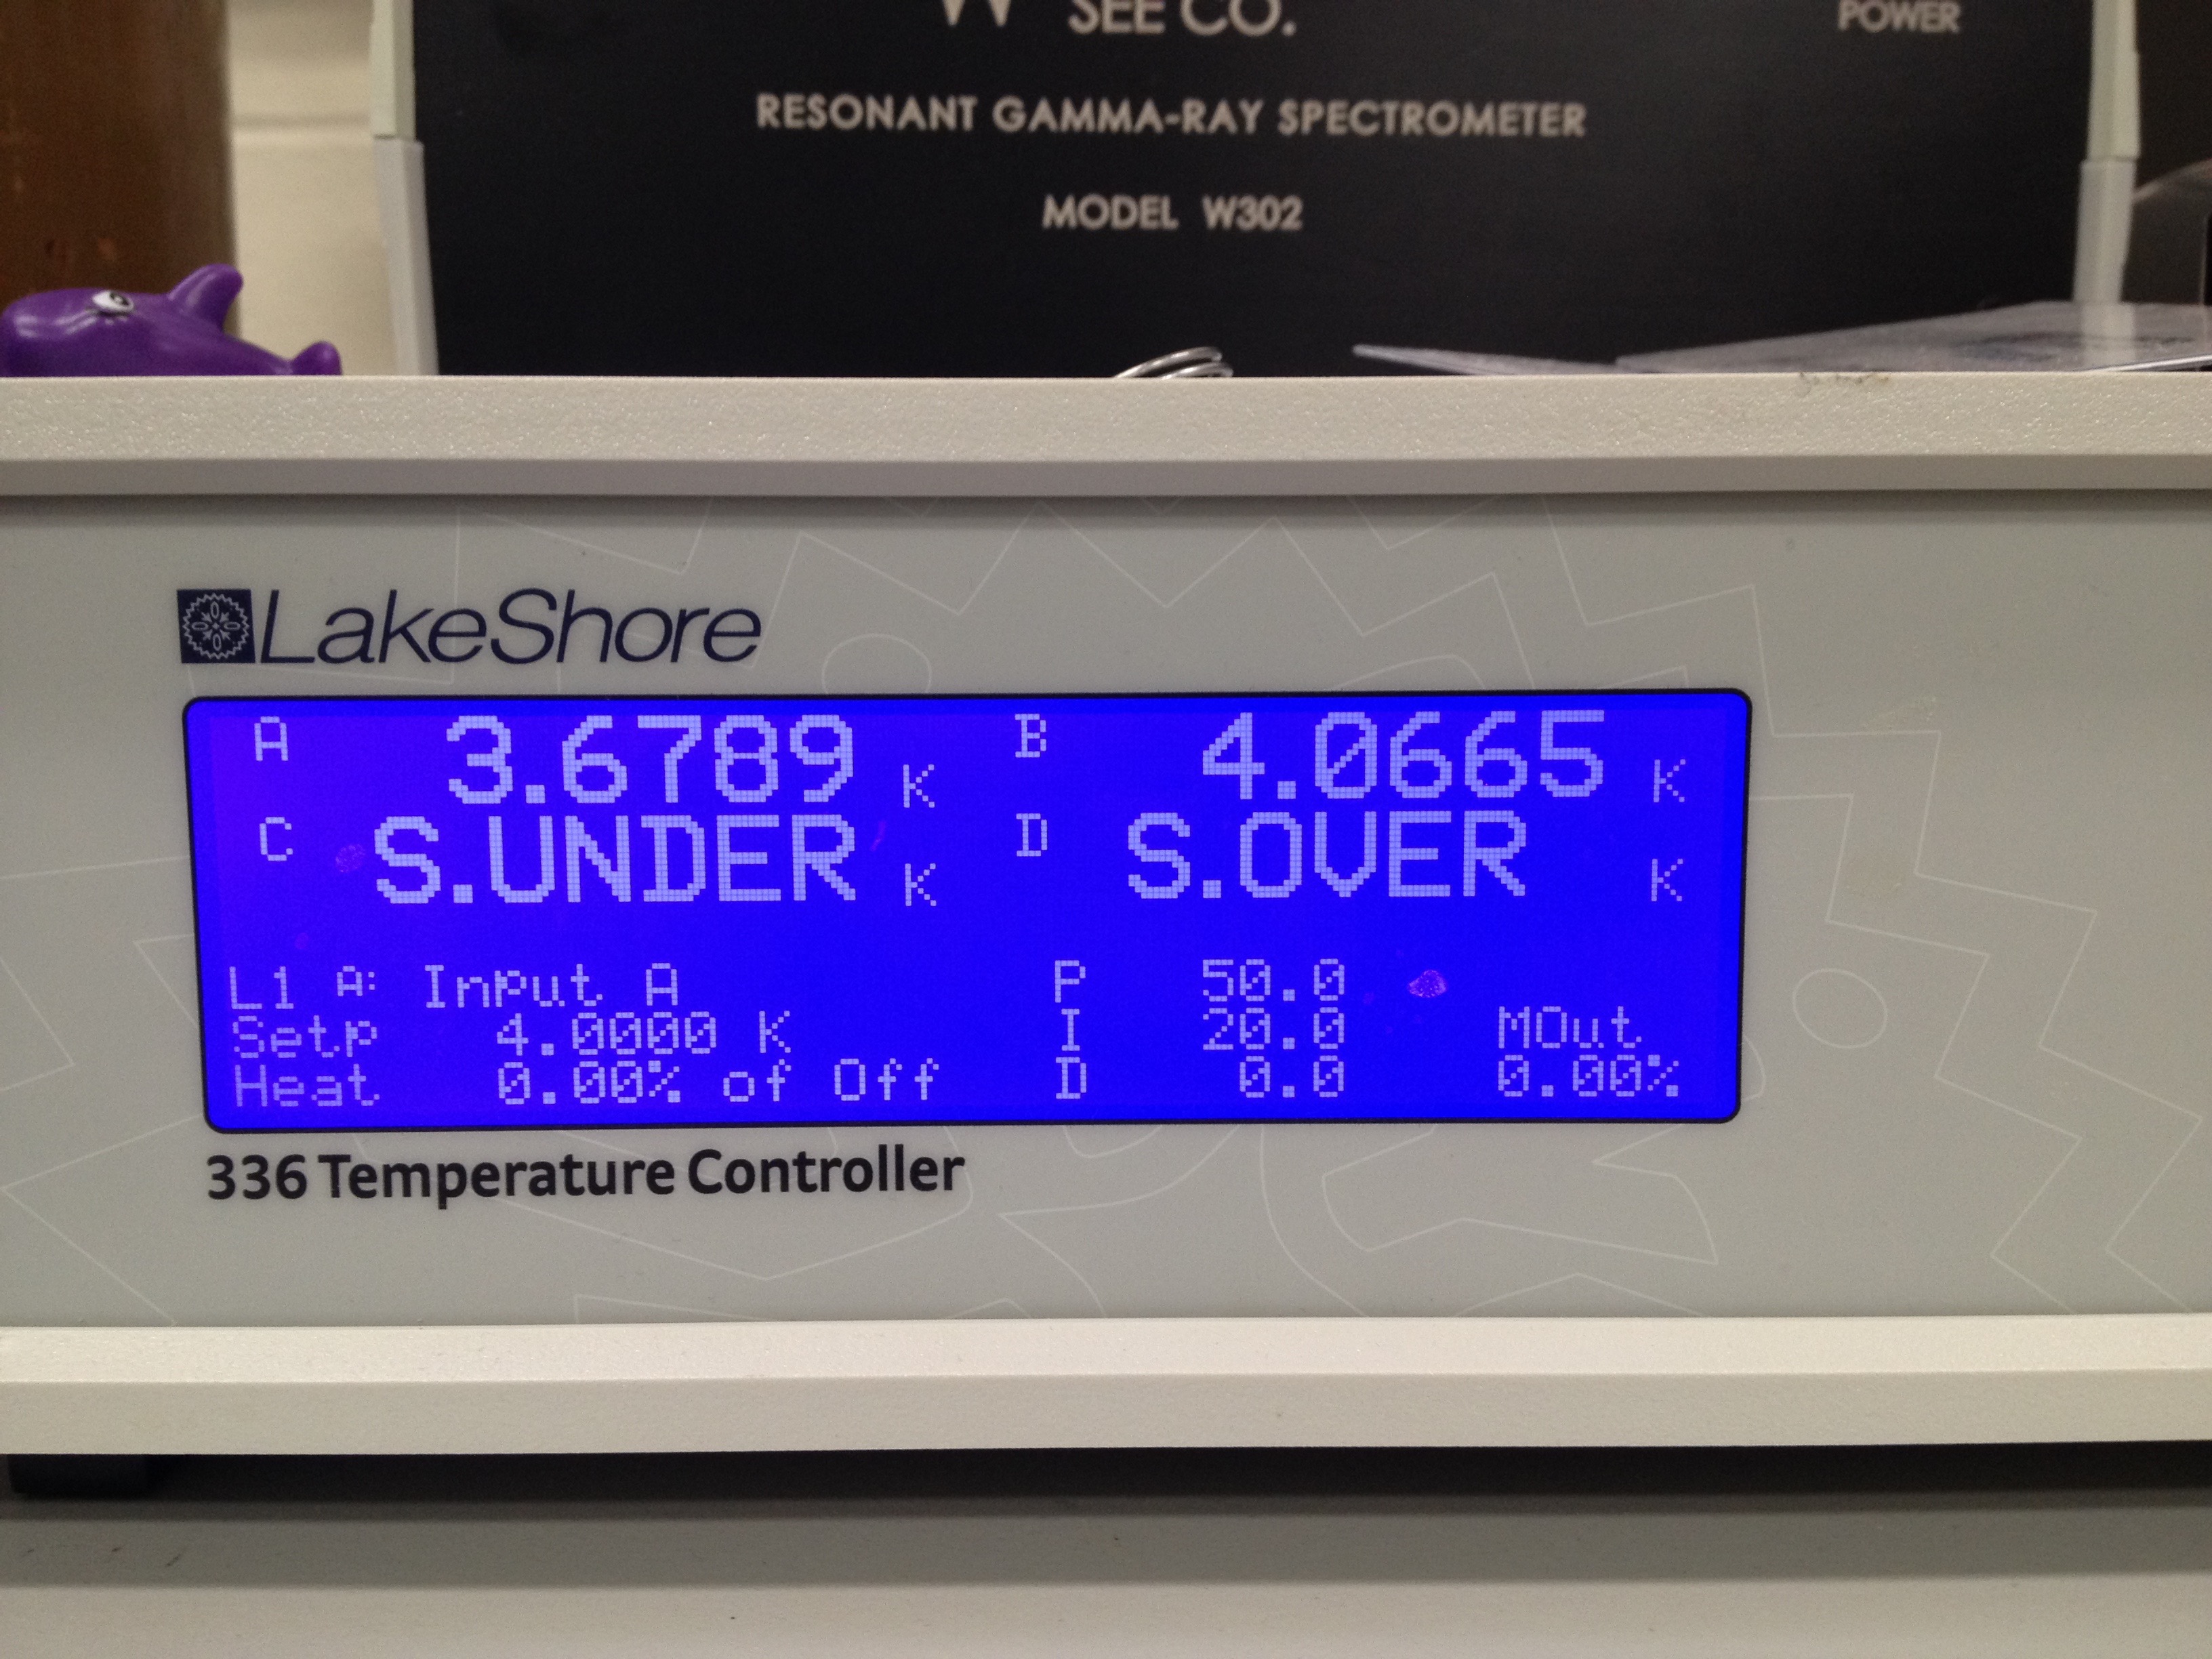 SEE CO.
POWER
RESONANT GAMMA-RAY SPECTROMETER
MODEL W302
LakeShore
A 3.6789 K B 4.0665 K
C S.UNDER K D S.OVER K
L1 A: Input A P 50.0
Setp 4.0000 K I 20.0 MOut
Heat 0.00% of Off D 0.0 0.00%
336 Temperature Controller